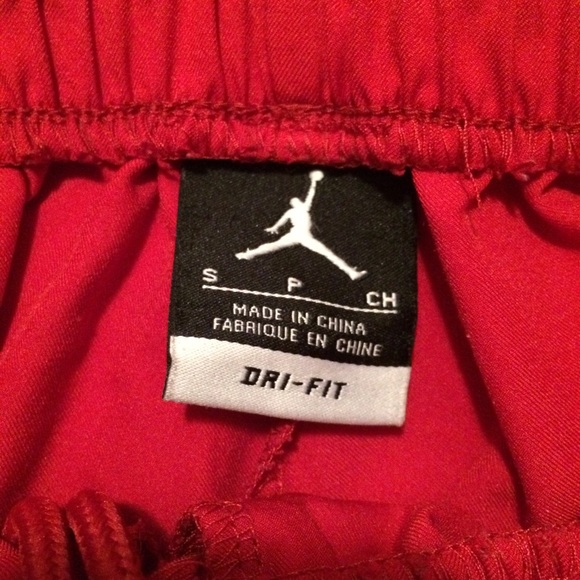 S P CH
MADE IN CHINA
FABRIQUE EN CHINE
DRI-FIT